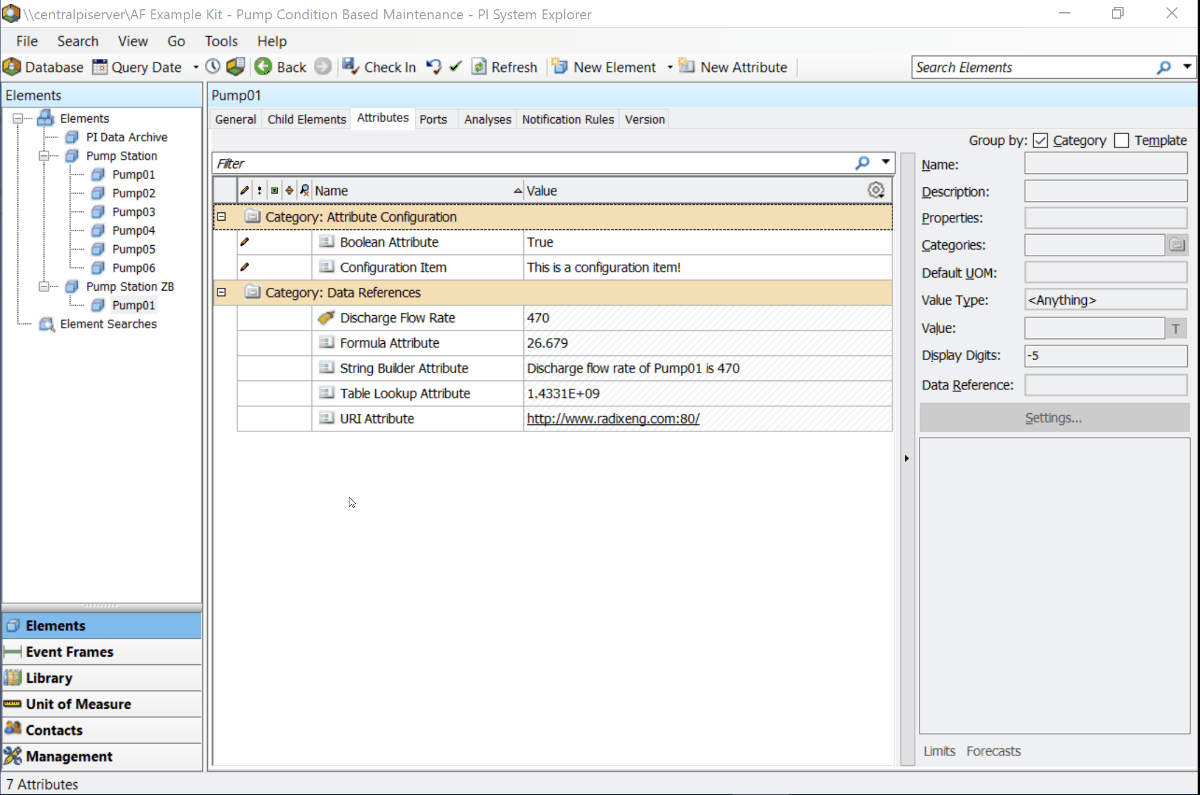 \\centralpiserver\AF Example Kit - Pump Condition Based Maintenance - PI System Explorer
File Search View Go Tools Help
Database Query Date Back Check In Refresh New Element New Attribute Search Elements
Elements
Elements
PI Data Archive
Pump Station
Pump01
Pump02
Pump03
Pump04
Pump05
Pump06
Pump Station ZB
Pump01
Element Searches
Elements
Event Frames
Library
Unit of Measure
Contacts
Management
Pump01
General Child Elements Attributes Ports Analyses Notification Rules Version
Group by: Category Template
Filter
Name Value
Category: Attribute Configuration
Boolean Attribute True
Configuration Item This is a configuration item!
Category: Data References
Discharge Flow Rate 470
Formula Attribute 26.679
String Builder Attribute Discharge flow rate of Pump01 is 470
Table Lookup Attribute 1.4331E+09
URI Attribute http://www.radixeng.com:80/
Name:
Description:
Properties:
Categories:
Default UOM:
Value Type: <Anything>
Value: T
Display Digits: -5
Data Reference:
Settings...
Limits Forecasts
7 Attributes